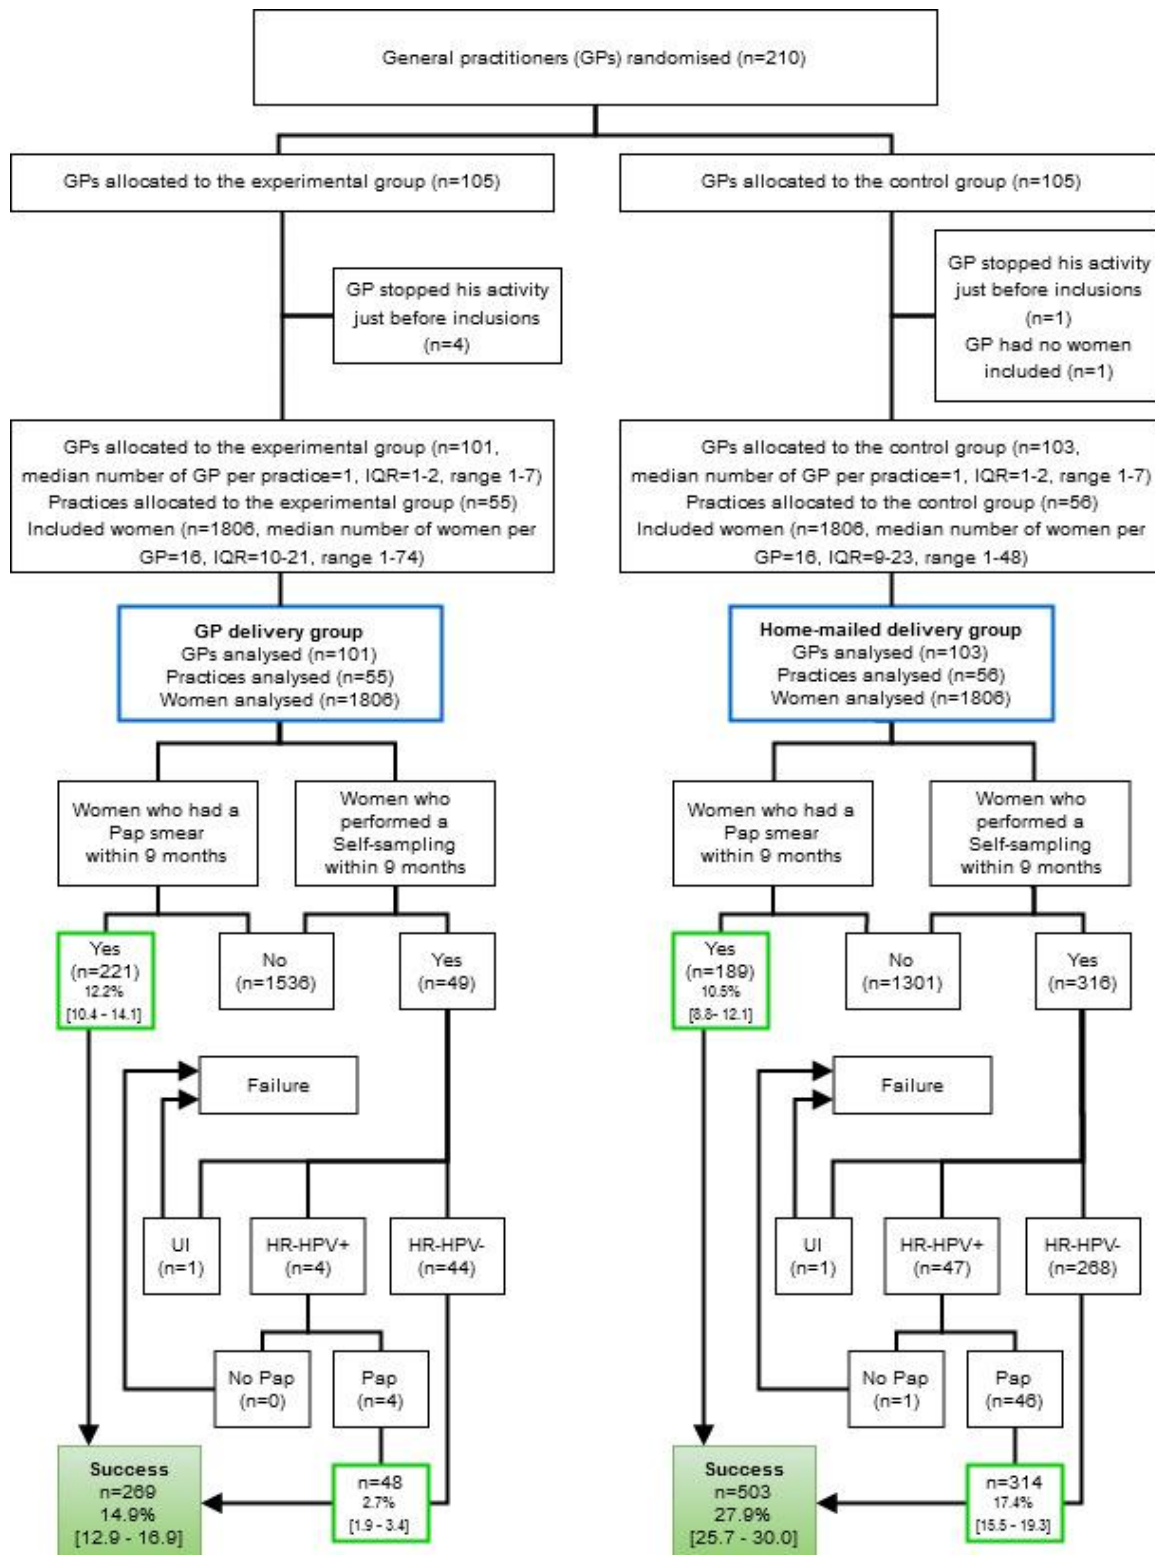 General practitioners (GPs) randomised (n=210)
GPs allocated to the experimental group (n=105)
GPs allocated to the control group (n=105)
GP stopped his activity
just before inclusions
(n=4)
GP stopped his activity
just before inclusions
(n=1)
GP had no women
included (n=1)
GPs allocated to the experimental group (n=101,
median number of GP per practice=1, IQR=1-2, range 1-7)
Practices allocated to the experimental group (n=55)
Included women (n=1806, median number of women per
GP=16, IQR=10-21, range 1-74)
GPs allocated to the control group (n=103,
median number of GP per practice=1, IQR=1-2, range 1-7)
Practices allocated to the control group (n=56)
Included women (n=1806, median number of women per
GP=16, IQR=9-23, range 1-48)
GP delivery group
GPs analysed (n=101)
Practices analysed (n=55)
Women analysed (n=1806)
Home-mailed delivery group
GPs analysed (n=103)
Practices analysed (n=56)
Women analysed (n=1806)
Women who had a
Pap smear
within 9 months
Women who
performed a
Self-sampling
within 9 months
Women who had a
Pap smear
within 9 months
Women who
performed a
Self-sampling
within 9 months
Yes
(n=221)
12.2%
[10.4 - 14.1]
No
(n=1536)
Yes
(n=49)
Yes
(n=189)
10.5%
[8.8- 12.1]
No
(n=1301)
Yes
(n=316)
Failure
Failure
UI
(n=1)
HR-HPV+
(n=4)
HR-HPV-
(n=44)
UI
(n=1)
HR-HPV+
(n=47)
HR-HPV-
(n=268)
No Pap
(n=0)
Pap
(n=4)
No Pap
(n=1)
Pap
(n=46)
Success
n=269
14.9%
[12.9 - 16.9]
n=48
2.7%
[1.9 - 3.4]
Success
n=503
27.9%
[25.7 - 30.0]
n=314
17.4%
[15.5 - 19.3]